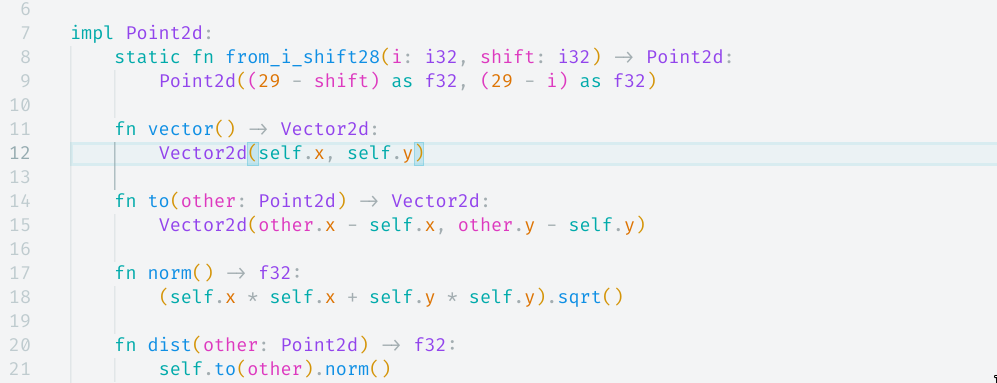 6
7 impl Point2d:
8 static fn from_i_shift28(i: i32, shift: i32) → Point2d:
9 Point2d((29 - shift) as f32, (29 - i) as f32)
10
11 fn vector() → Vector2d:
12 Vector2d(self.x, self.y)
13
14 fn to(other: Point2d) → Vector2d:
15 Vector2d(other.x - self.x, other.y - self.y)
16
17 fn norm() → f32:
18 (self.x * self.x + self.y * self.y).sqrt()
19
20 fn dist(other: Point2d) → f32:
21 self.to(other).norm()